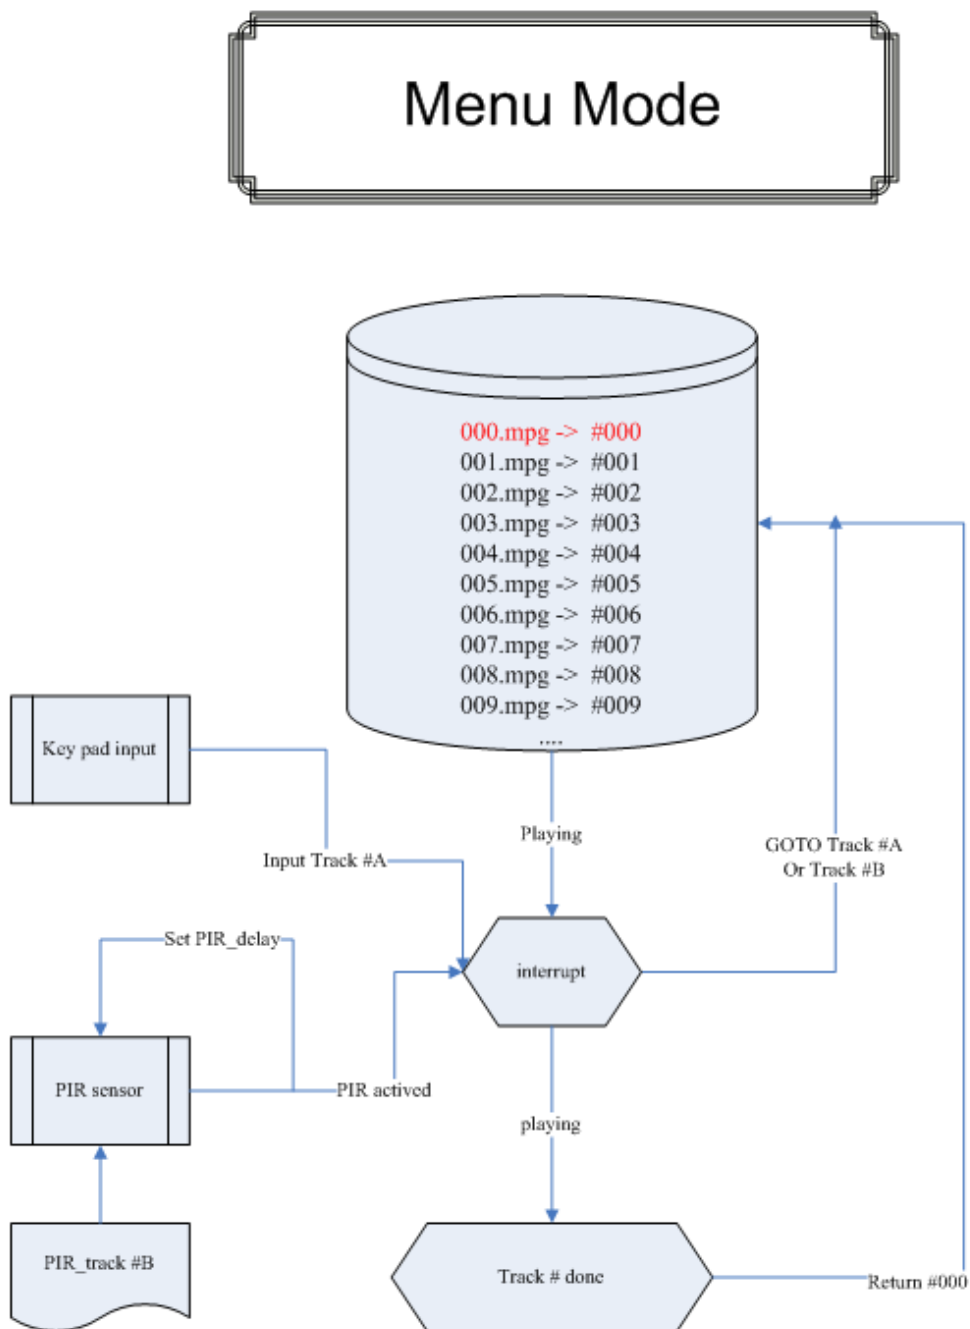 Menu Mode
000.mpg -> #000
001.mpg -> #001
002.mpg -> #002
003.mpg -> #003
004.mpg -> #004
005.mpg -> #005
006.mpg -> #006
007.mpg -> #007
008.mpg -> #008
009.mpg -> #009
....
Key pad input
Playing
Input Track #A
GOTO Track #A
Or Track #B
Set PIR_delay
interrupt
PIR sensor
PIR actived
playing
PIR_track #B
Track # done
Return #000